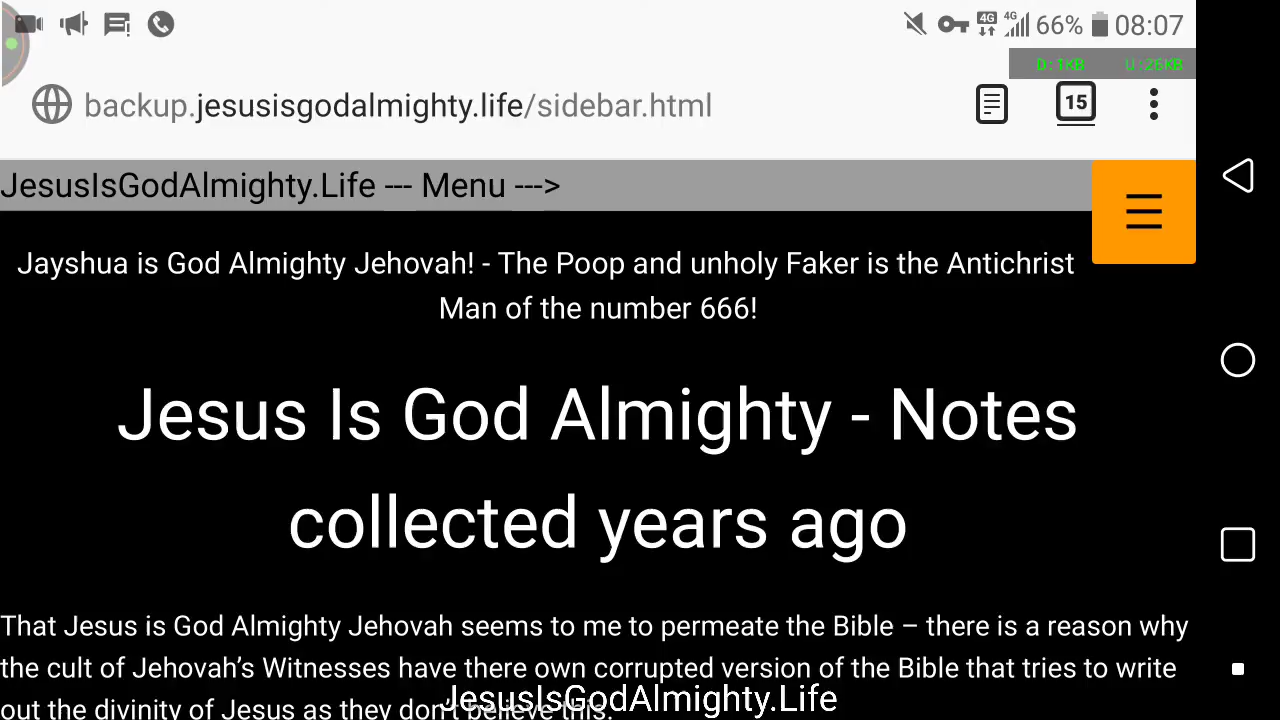 4G 4G 66% 08:07
D:1KB U:26KB
backup.jesusisgodalmighty.life/sidebar.html
15
JesusIsGodAlmighty.Life --- Menu --->
Jayshua is God Almighty Jehovah! - The Poop and unholy Faker is the Antichrist
Man of the number 666!
Jesus Is God Almighty - Notes
collected years ago
That Jesus is God Almighty Jehovah seems to me to permeate the Bible – there is a reason why
the cult of Jehovah’s Witnesses have there own corrupted version of the Bible that tries to write
out the divinity of Jesus as they don't believe this.
JesusIsGodAlmighty.Life